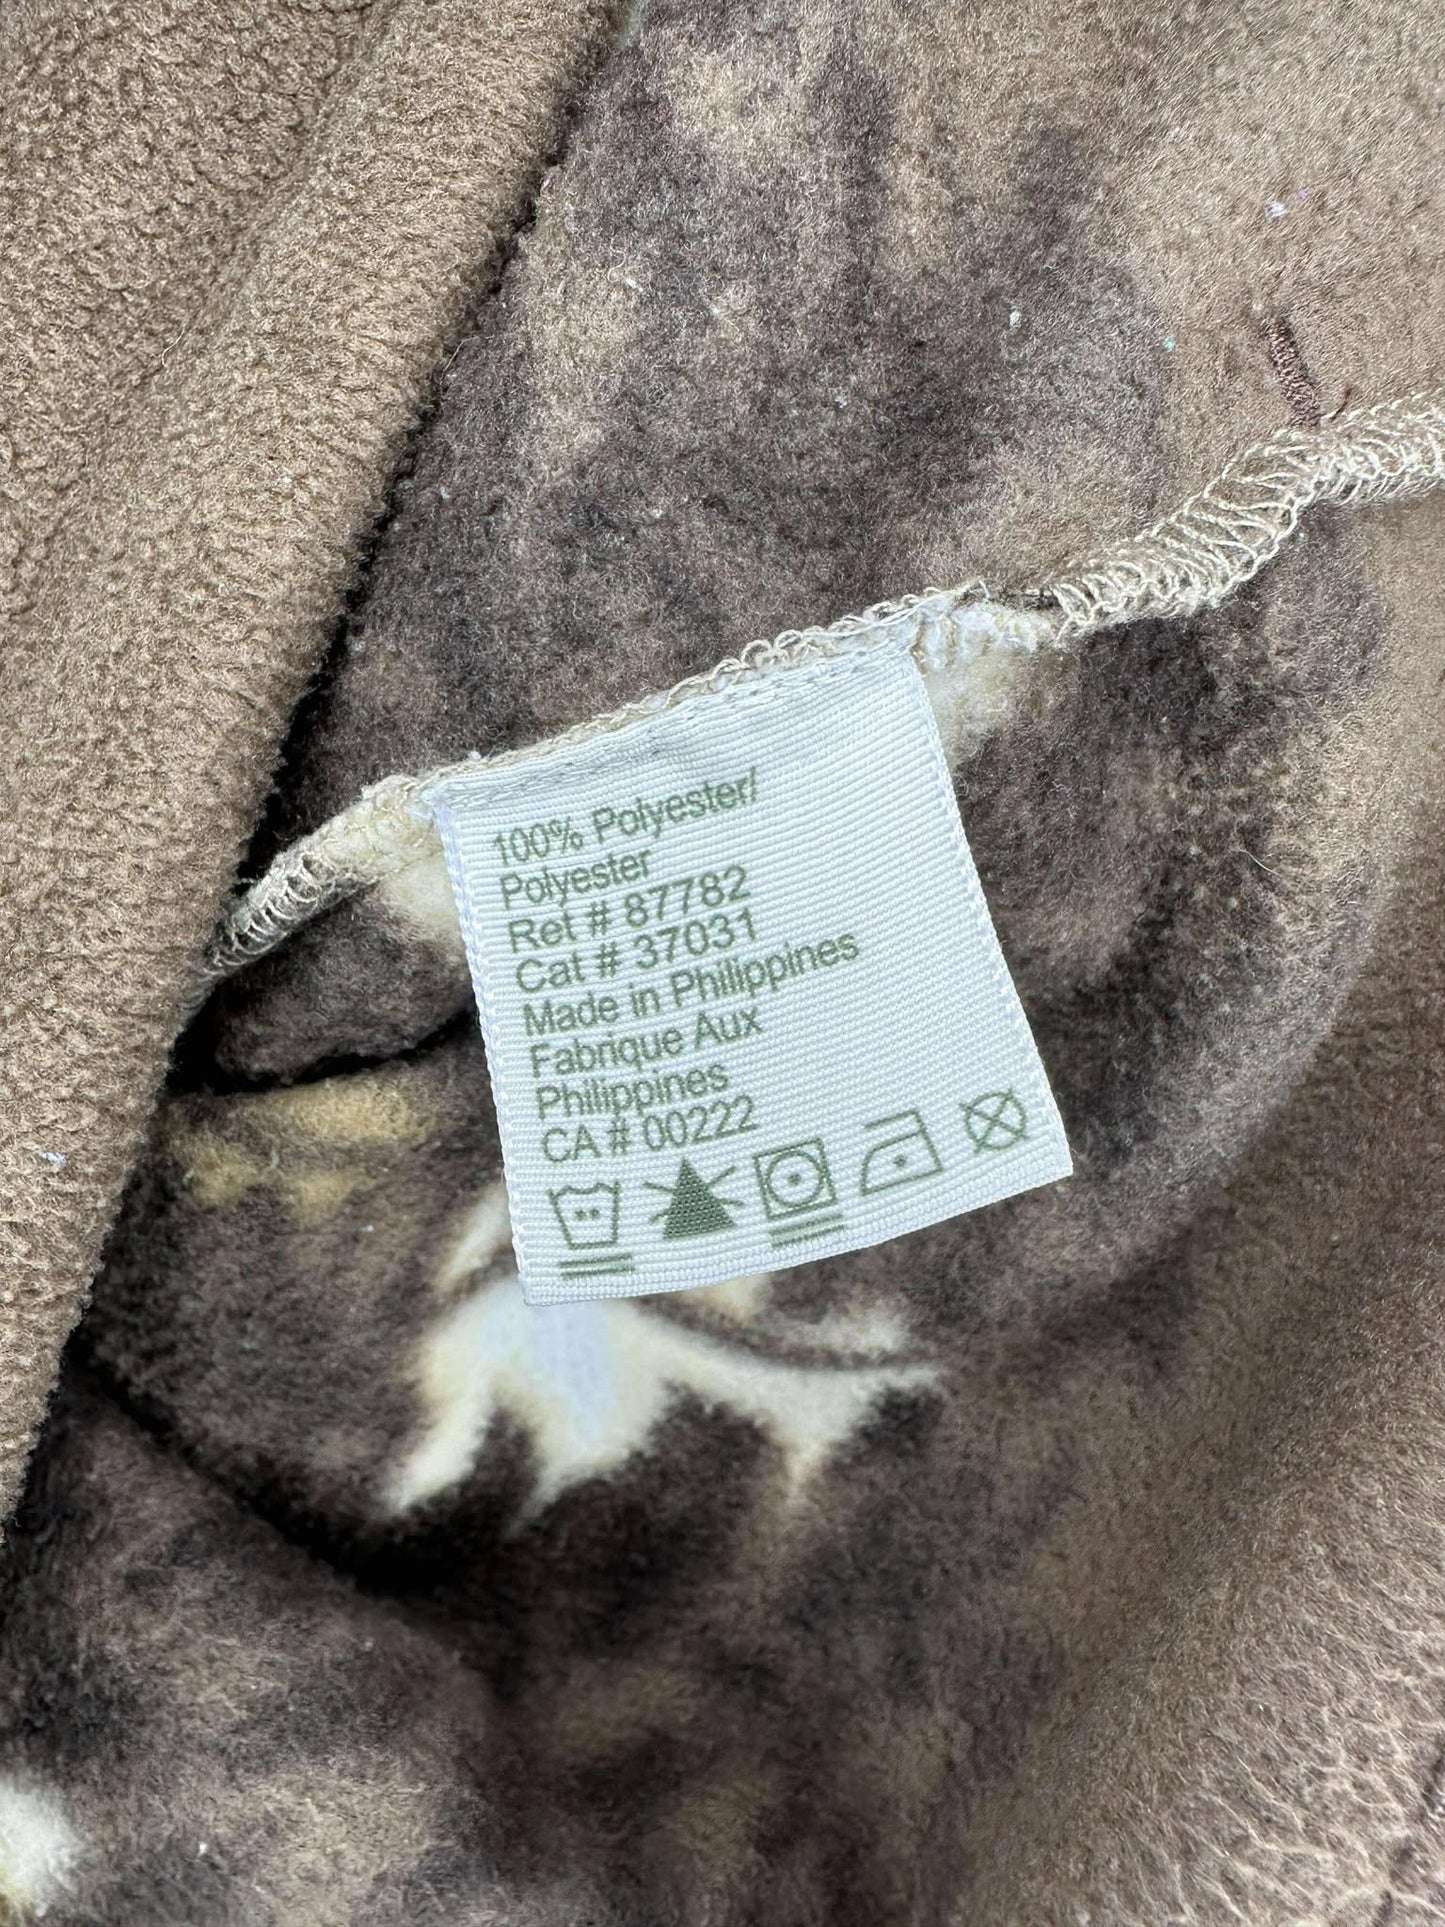 100% Polyester/
Polyester
Ret # 87782
Cat # 37031
Made in Philippines
Fabrique Aux
Philippines
CA # 00222